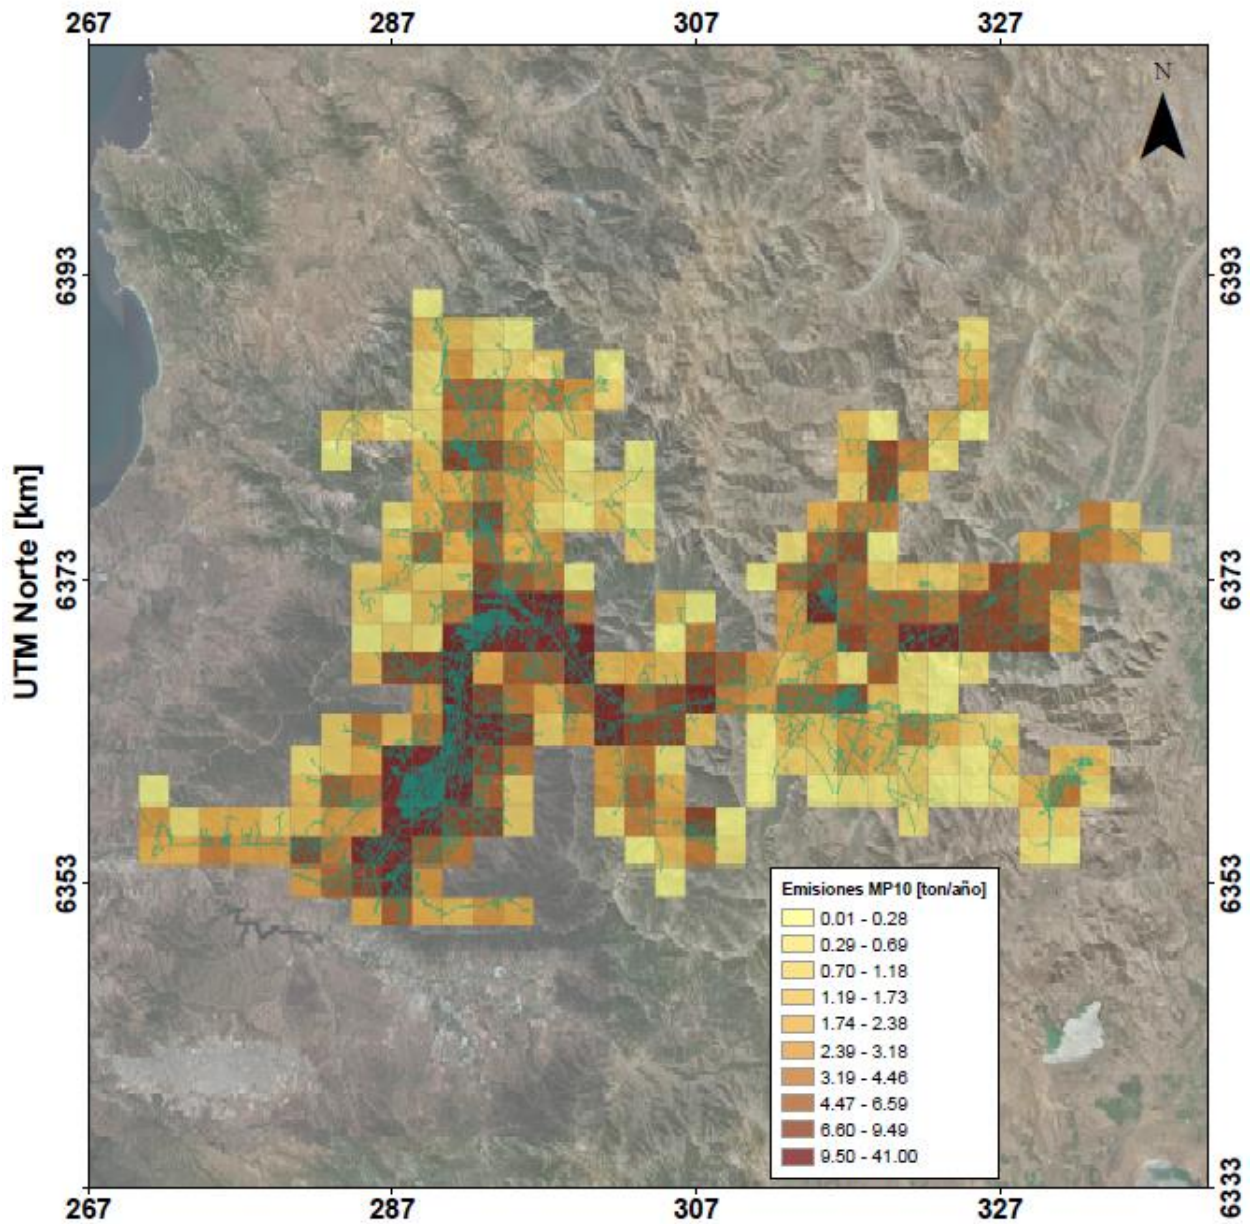 267 287 307 327
N
6393 6393
UTM Norte [km]
6373 6373
6353 6353
Emisiones MP10 [ton/año]
0.01 - 0.28
0.29 - 0.69
0.70 - 1.18
1.19 - 1.73
1.74 - 2.38
2.39 - 3.18
3.19 - 4.46
4.47 - 6.59
6.60 - 9.49
9.50 - 41.00
6333
267 287 307 327